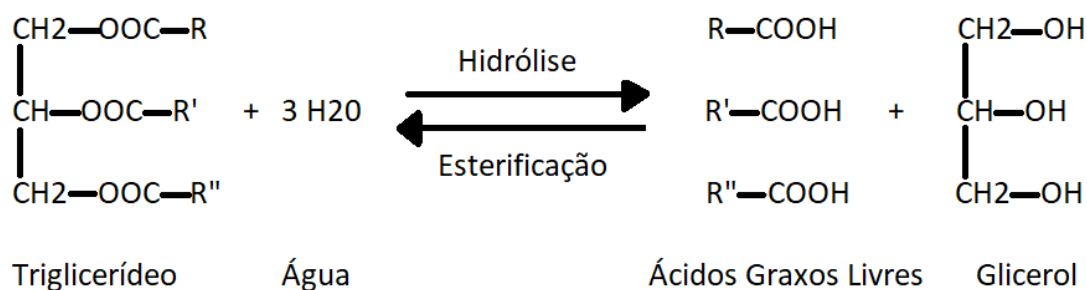 CH2—OOC—R R—COOH CH2—OH
Hidrólise
CH—OOC—R' + 3 H20 R'—COOH + CH—OH
Esterificação
CH2—OOC—R" R"—COOH CH2—OH
Triglicerídeo Água Ácidos Graxos Livres Glicerol